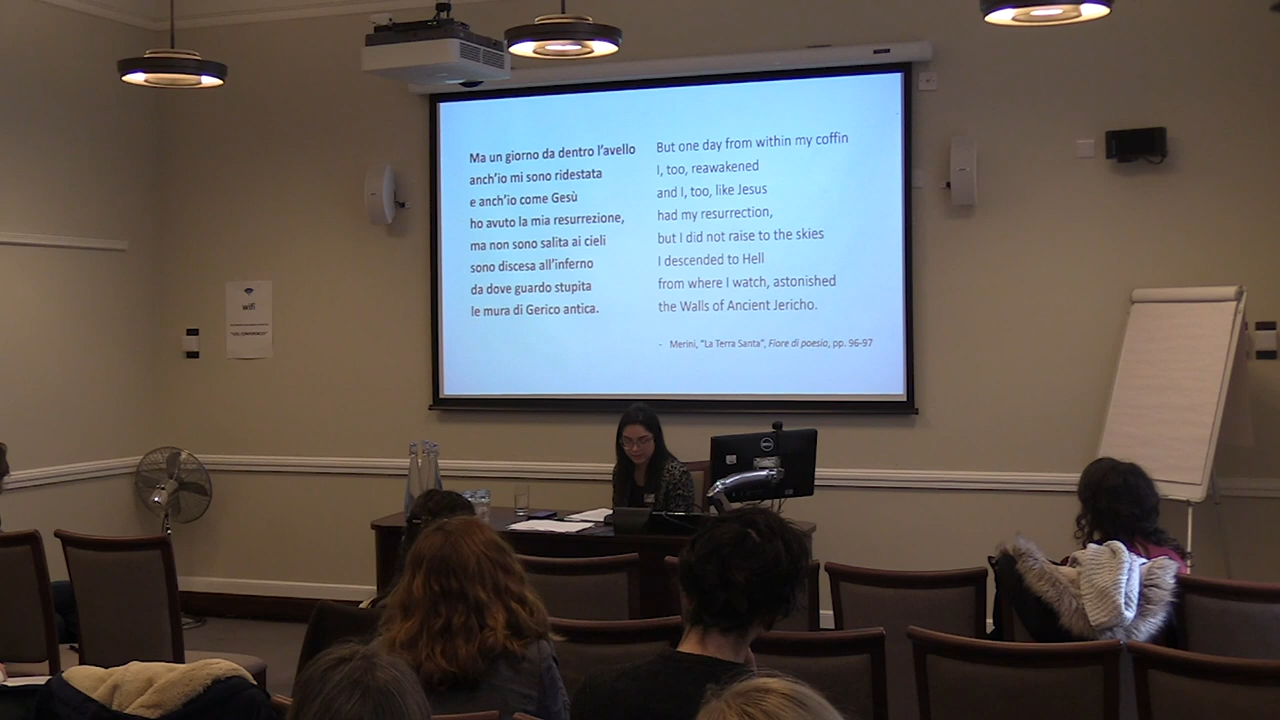 Ma un giorno da dentro l'avello
anch'io mi sono ridestata
e anch'io come Gesù
ho avuto la mia resurrezione,
ma non sono salita ai cieli
sono discesa all'inferno
da dove guardo stupita
le mura di Gerico antica.
But one day from within my coffin
I, too, reawakened
and I, too, like Jesus
had my resurrection,
but I did not raise to the skies
I descended to Hell
from where I watch, astonished
the Walls of Ancient Jericho.
- Merini, "La Terra Santa", Fiore di poesia, pp. 96-97
wifi
DELL